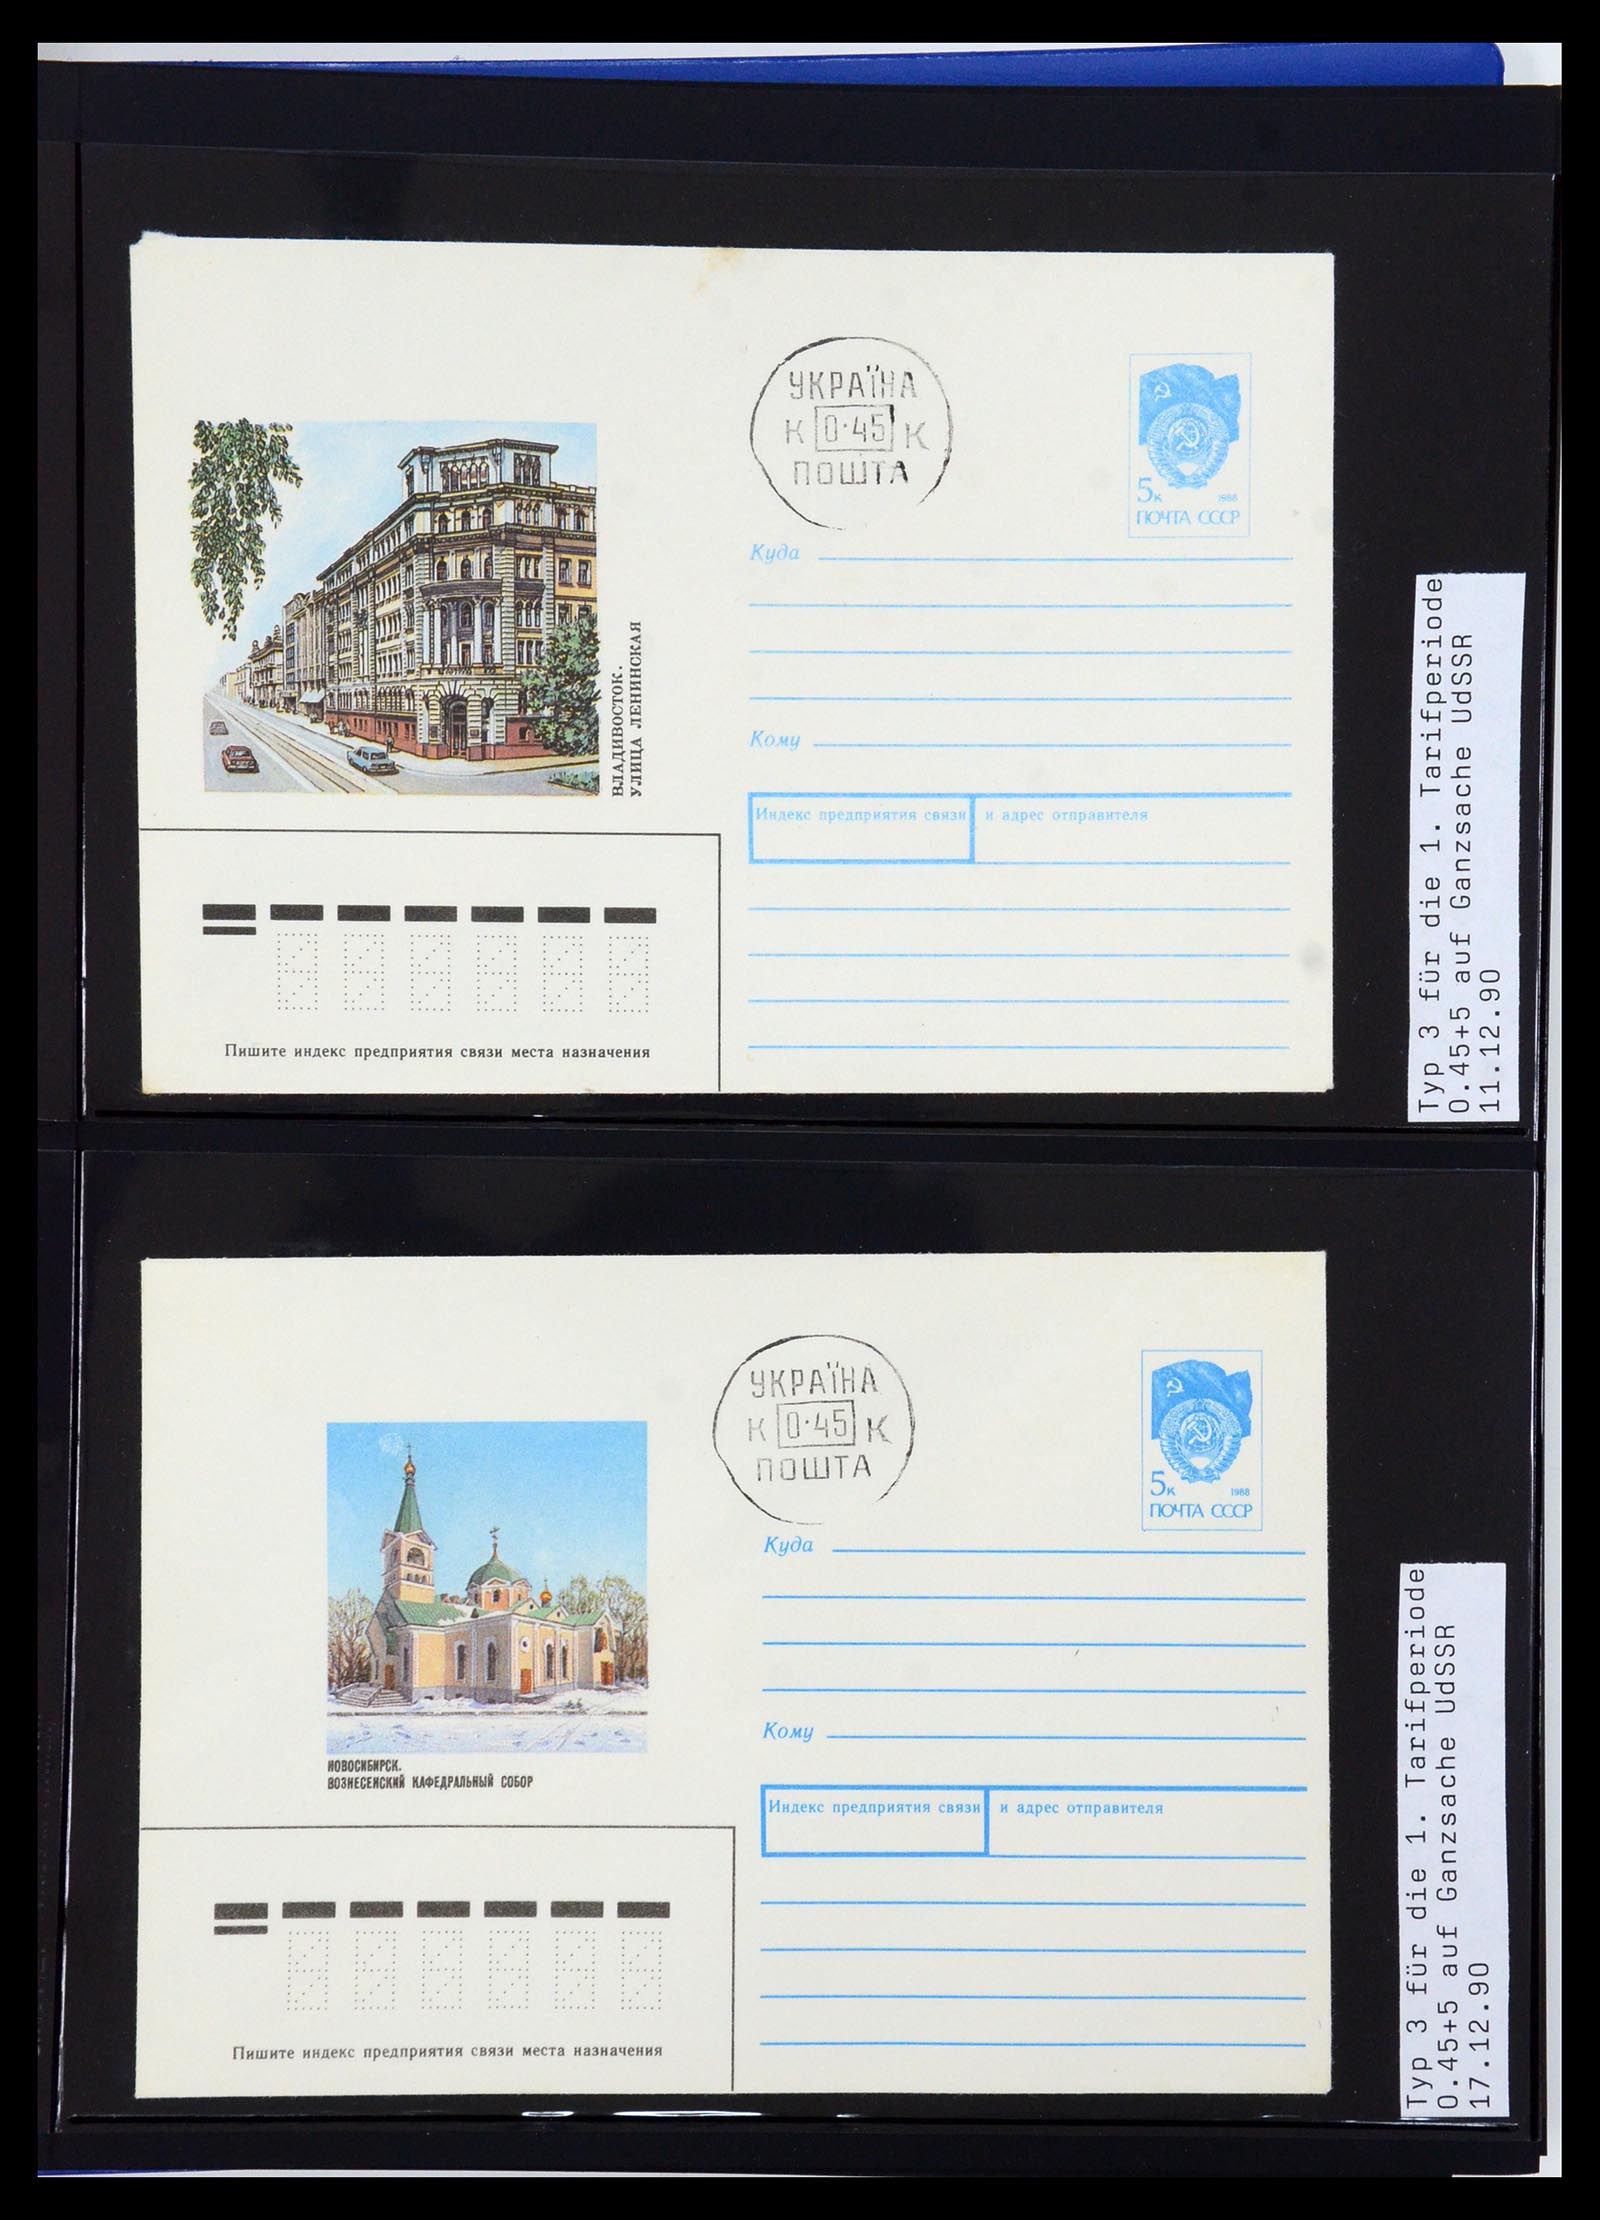 УКРАЇНА
К 0·45 К
ПОШТА
5к 1988
ПОЧТА СССР
ВЛАДИВОСТОК.
УЛИЦА ЛЕНИНСКАЯ
Куда
Кому
Индекс предприятия связи и адрес отправителя
Пишите индекс предприятия связи места назначения
Typ 3 für die 1. Tarifperiode
0.45+5 auf Ganzsache UdSSR
11.12.90
УКРАЇНА
К 0·45 К
ПОШТА
5к 1988
ПОЧТА СССР
НОВОСИБИРСК.
ВОЗНЕСЕНСКИЙ КАФЕДРАЛЬНЫЙ СОБОР
Куда
Кому
Индекс предприятия связи и адрес отправителя
Пишите индекс предприятия связи места назначения
Typ 3 für die 1. Tarifperiode
0.45+5 auf Ganzsache UdSSR
17.12.90